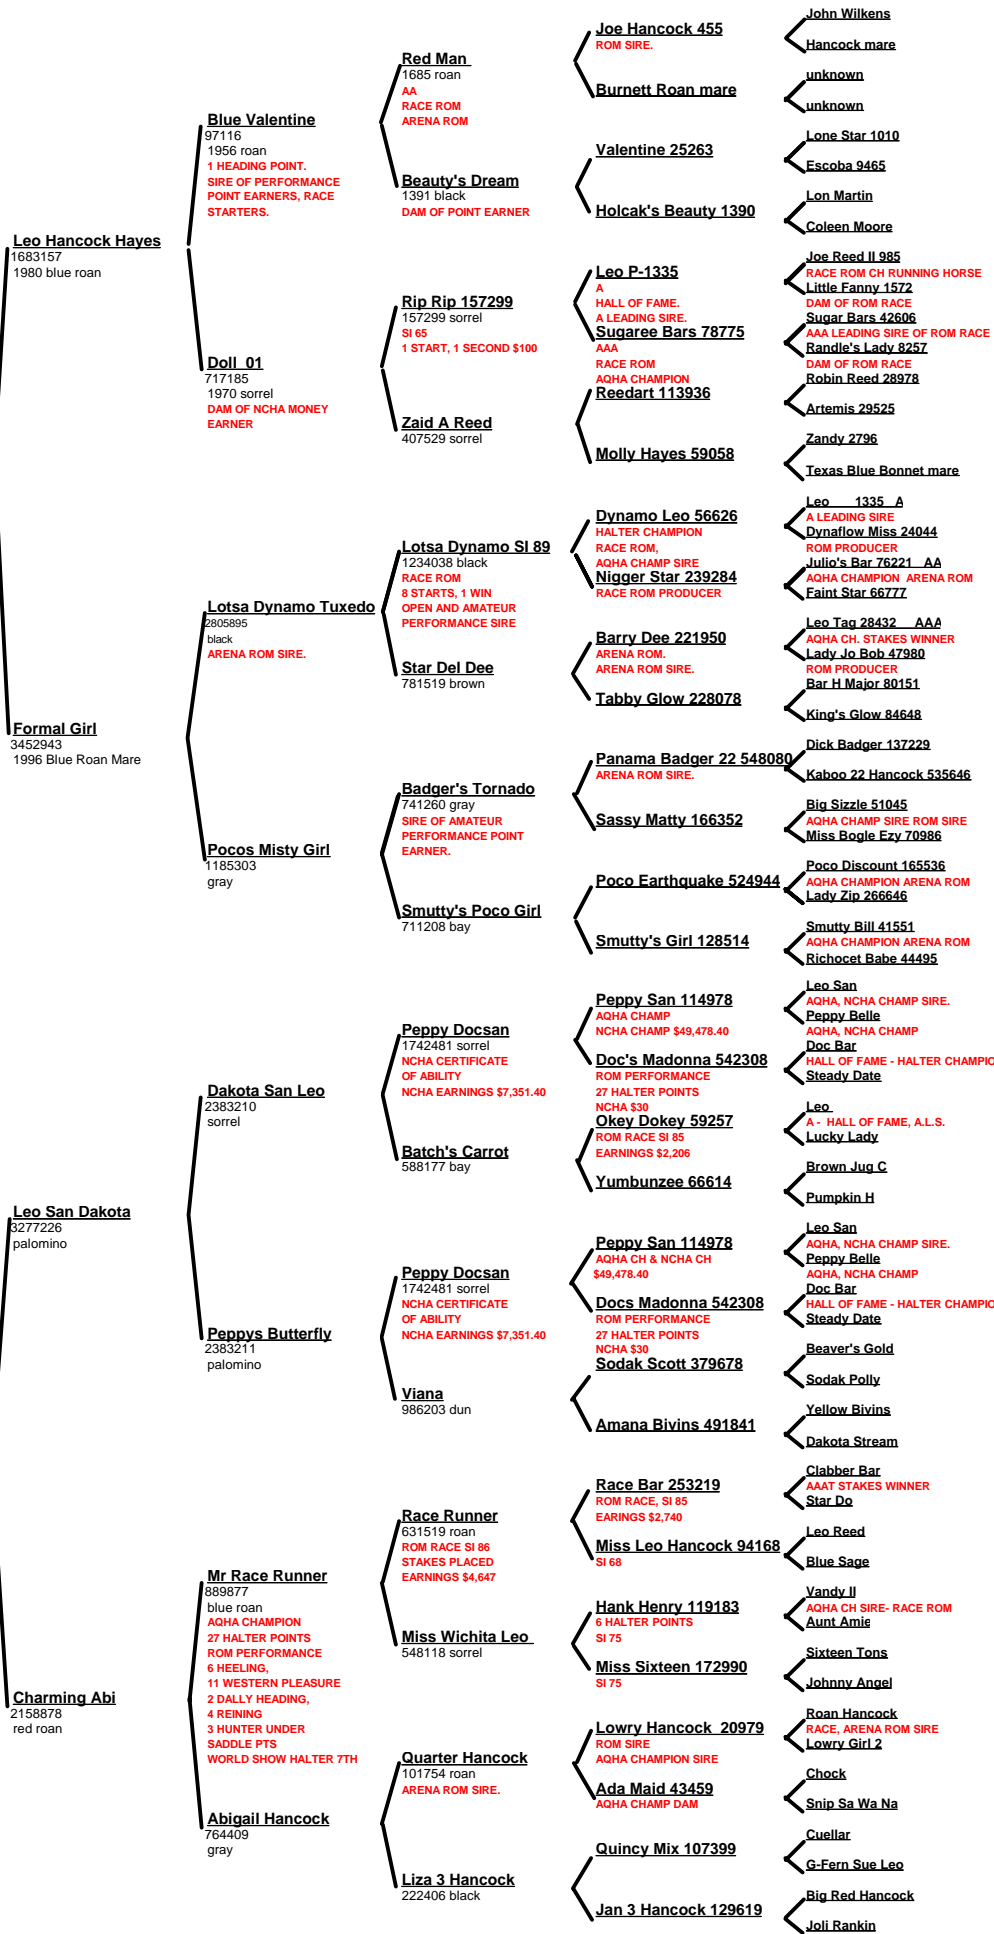 Leo Hancock Hayes
1683157
1980 blue roan
Formal Girl
3452943
1996 Blue Roan Mare
Leo San Dakota
3277226
palomino
Charming Abi
2158878
red roan
Blue Valentine
97116
1956 roan
1 HEADING POINT.
SIRE OF PERFORMANCE
POINT EARNERS, RACE
STARTERS.
Doll 01
717185
1970 sorrel
DAM OF NCHA MONEY
EARNER
Lotsa Dynamo Tuxedo
2805895
black
ARENA ROM SIRE.
Pocos Misty Girl
1185303
gray
Dakota San Leo
2383210
sorrel
Peppys Butterfly
2383211
palomino
Mr Race Runner
889877
blue roan
AQHA CHAMPION
27 HALTER POINTS
ROM PERFORMANCE
6 HEELING,
11 WESTERN PLEASURE
2 DALLY HEADING,
4 REINING
3 HUNTER UNDER
SADDLE PTS
WORLD SHOW HALTER 7TH
Abigail Hancock
764409
gray
Red Man
1685 roan
AA
RACE ROM
ARENA ROM
Beauty's Dream
1391 black
DAM OF POINT EARNER
Rip Rip 157299
157299 sorrel
SI 65
1 START, 1 SECOND $100
Zaid A Reed
407529 sorrel
Lotsa Dynamo SI 89
1234038 black
RACE ROM
8 STARTS, 1 WIN
OPEN AND AMATEUR
PERFORMANCE SIRE
Star Del Dee
781519 brown
Badger's Tornado
741260 gray
SIRE OF AMATEUR
PERFORMANCE POINT
EARNER.
Smutty's Poco Girl
711208 bay
Peppy Docsan
1742481 sorrel
NCHA CERTIFICATE
OF ABILITY
NCHA EARNINGS $7,351.40
Batch's Carrot
588177 bay
Peppy Docsan
1742481 sorrel
NCHA CERTIFICATE
OF ABILITY
NCHA EARNINGS $7,351.40
Viana
986203 dun
Race Runner
631519 roan
ROM RACE SI 86
STAKES PLACED
EARNINGS $4,647
Miss Wichita Leo
548118 sorrel
Quarter Hancock
101754 roan
ARENA ROM SIRE.
Liza 3 Hancock
222406 black
Joe Hancock 455
ROM SIRE.
Burnett Roan mare
Valentine 25263
Holcak's Beauty 1390
Leo P-1335
A
HALL OF FAME.
A LEADING SIRE.
Sugaree Bars 78775
AAA
RACE ROM
AQHA CHAMPION
Reedart 113936
Molly Hayes 59058
Dynamo Leo 56626
HALTER CHAMPION
RACE ROM,
AQHA CHAMP SIRE
Nigger Star 239284
RACE ROM PRODUCER
Barry Dee 221950
ARENA ROM.
ARENA ROM SIRE.
Tabby Glow 228078
Panama Badger 22 548080
ARENA ROM SIRE.
Sassy Matty 166352
Poco Earthquake 524944
Smutty's Girl 128514
Peppy San 114978
AQHA CHAMP
NCHA CHAMP $49,478.40
Doc's Madonna 542308
ROM PERFORMANCE
27 HALTER POINTS
NCHA $30
Okey Dokey 59257
ROM RACE SI 85
EARNINGS $2,206
Yumbunzee 66614
Peppy San 114978
AQHA CH & NCHA CH
$49,478.40
Docs Madonna 542308
ROM PERFORMANCE
27 HALTER POINTS
NCHA $30
Sodak Scott 379678
Amana Bivins 491841
Race Bar 253219
ROM RACE, SI 85
EARINGS $2,740
Miss Leo Hancock 94168
SI 68
Hank Henry 119183
6 HALTER POINTS
SI 75
Miss Sixteen 172990
SI 75
Lowry Hancock 20979
ROM SIRE
AQHA CHAMPION SIRE
Ada Maid 43459
AQHA CHAMP DAM
Quincy Mix 107399
Jan 3 Hancock 129619
John Wilkens
Hancock mare
unknown
unknown
Lone Star 1010
Escoba 9465
Lon Martin
Coleen Moore
Joe Reed II 985
RACE ROM CH RUNNING HORSE
Little Fanny 1572
DAM OF ROM RACE
Sugar Bars 42606
AAA LEADING SIRE OF ROM RACE
Randle's Lady 8257
DAM OF ROM RACE
Robin Reed 28978
Artemis 29525
Zandy 2796
Texas Blue Bonnet mare
Leo 1335 A
A LEADING SIRE
Dynaflow Miss 24044
ROM PRODUCER
Julio's Bar 76221 AA
AQHA CHAMPION ARENA ROM
Faint Star 66777
Leo Tag 28432 AAA
AQHA CH. STAKES WINNER
Lady Jo Bob 47980
ROM PRODUCER
Bar H Major 80151
King's Glow 84648
Dick Badger 137229
Kaboo 22 Hancock 535646
Big Sizzle 51045
AQHA CHAMP SIRE ROM SIRE
Miss Bogle Ezy 70986
Poco Discount 165536
AQHA CHAMPION ARENA ROM
Lady Zip 266646
Smutty Bill 41551
AQHA CHAMPION ARENA ROM
Richocet Babe 44495
Leo San
AQHA, NCHA CHAMP SIRE.
Peppy Belle
AQHA, NCHA CHAMP
Doc Bar
HALL OF FAME - HALTER CHAMPIO
Steady Date
Leo
A - HALL OF FAME, A.L.S.
Lucky Lady
Brown Jug C
Pumpkin H
Leo San
AQHA, NCHA CHAMP SIRE.
Peppy Belle
AQHA, NCHA CHAMP
Doc Bar
HALL OF FAME - HALTER CHAMPIO
Steady Date
Beaver's Gold
Sodak Polly
Yellow Bivins
Dakota Stream
Clabber Bar
AAAT STAKES WINNER
Star Do
Leo Reed
Blue Sage
Vandy II
AQHA CH SIRE- RACE ROM
Aunt Amie
Sixteen Tons
Johnny Angel
Roan Hancock
RACE, ARENA ROM SIRE
Lowry Girl 2
Chock
Snip Sa Wa Na
Cuellar
G-Fern Sue Leo
Big Red Hancock
Joli Rankin